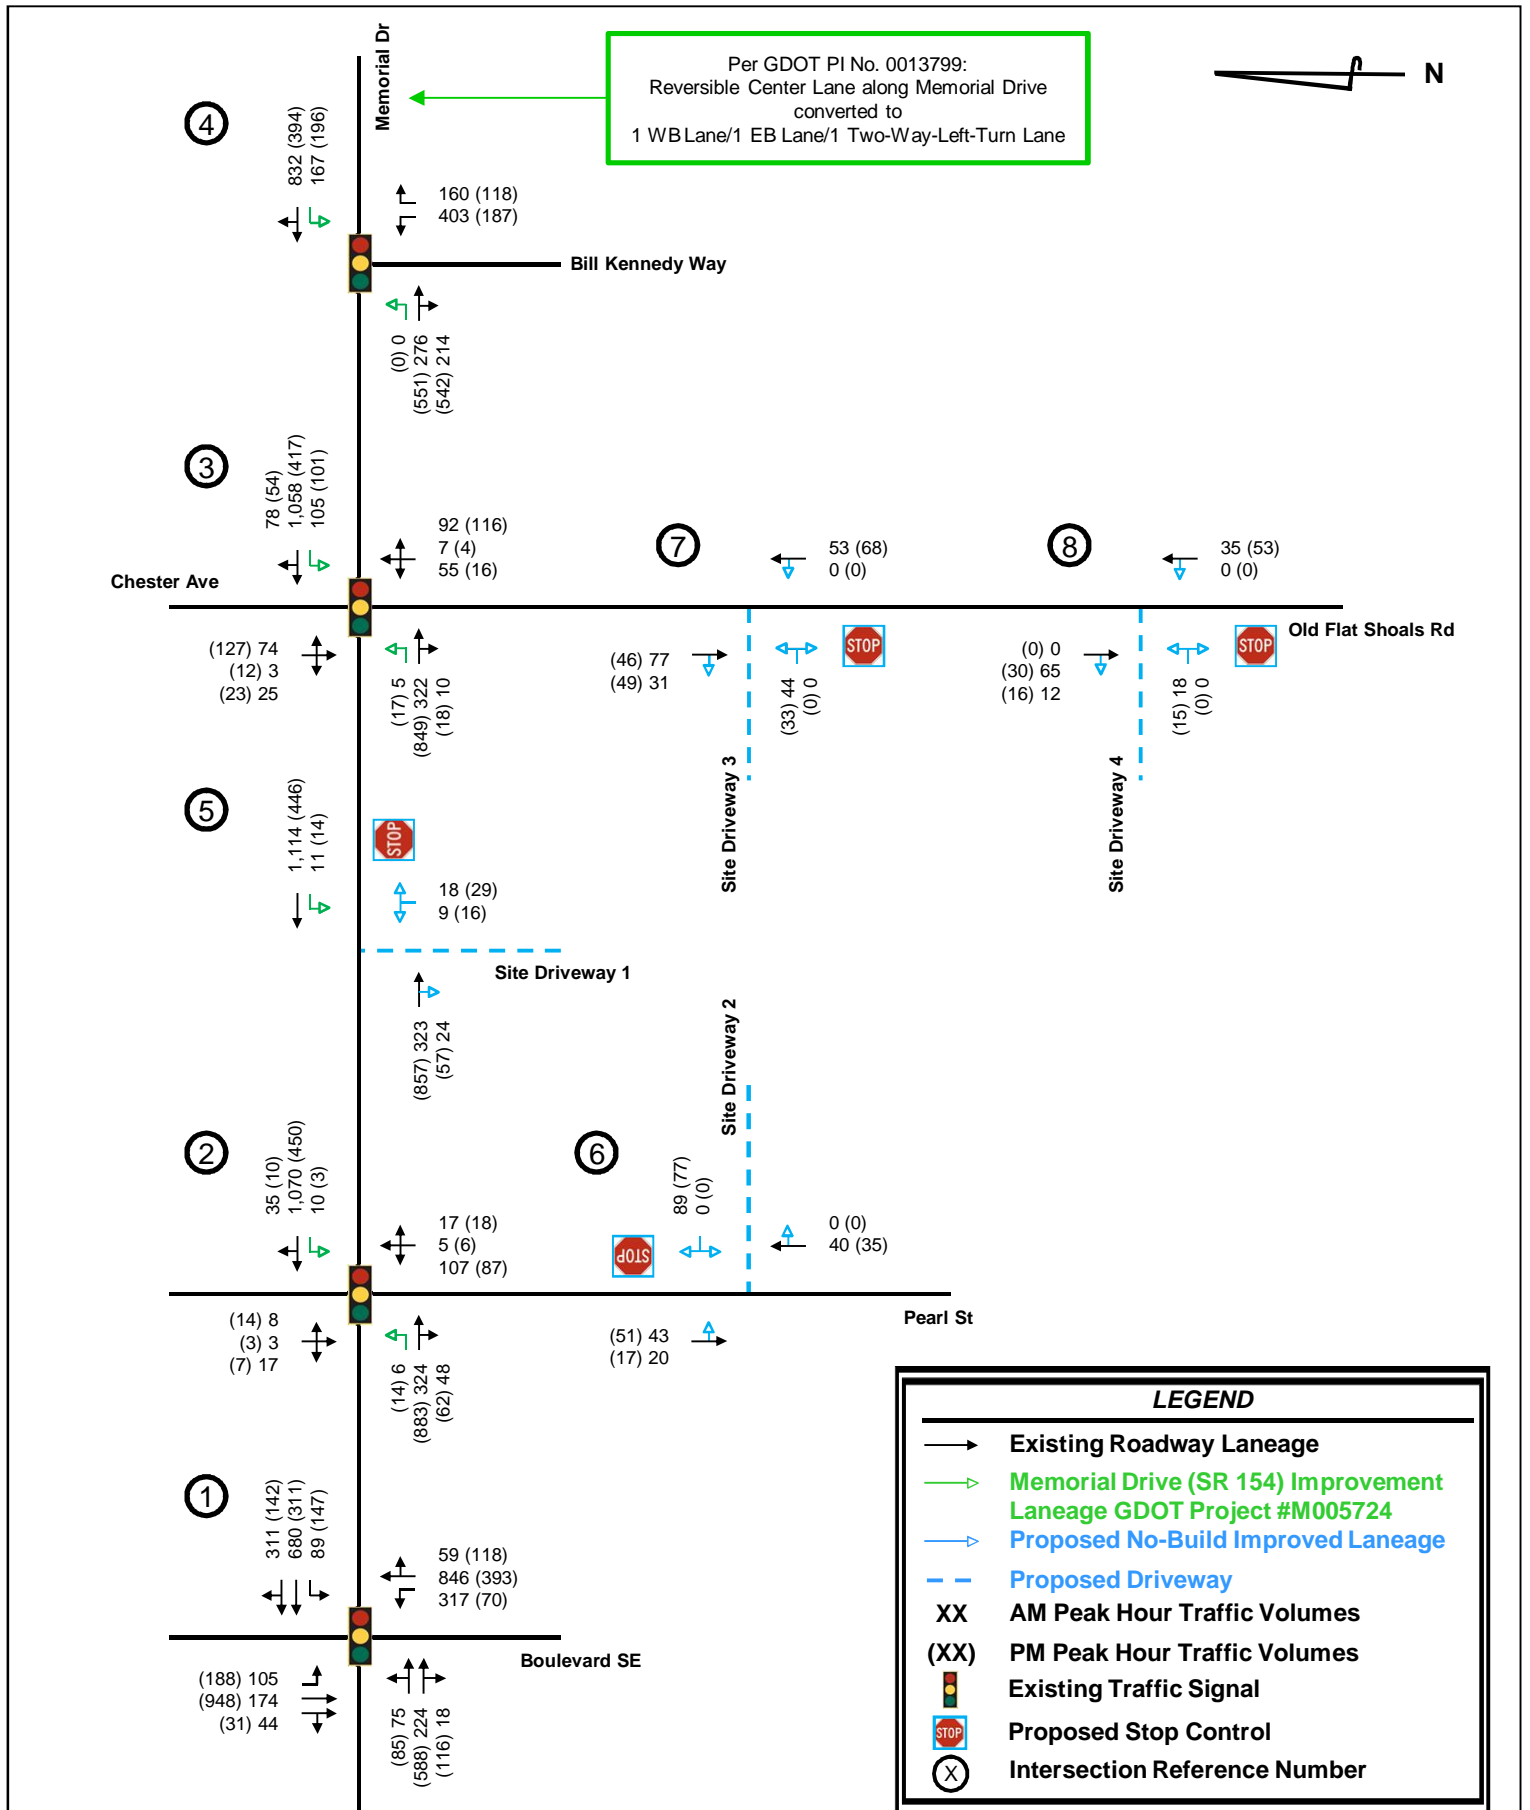 Memorial Dr
Per GDOT PI No. 0013799:
Reversible Center Lane along Memorial Drive
converted to
1 WB Lane/1 EB Lane/1 Two-Way-Left-Turn Lane
N
4
832 (394)
167 (196)
160 (118)
403 (187)
Bill Kennedy Way
(0) 0
(551) 276
(542) 214
3
78 (54)
1,058 (417)
105 (101)
92 (116)
7 (4)
55 (16)
Chester Ave
(127) 74
(12) 3
(23) 25
(17) 5
(849) 322
(18) 10
7
53 (68)
0 (0)
(46) 77
(49) 31
(33) 44
(0) 0
STOP
Site Driveway 3
8
35 (53)
0 (0)
Old Flat Shoals Rd
(0) 0
(30) 65
(16) 12
(15) 18
(0) 0
STOP
Site Driveway 4
5
1,114 (446)
11 (14)
STOP
18 (29)
9 (16)
Site Driveway 1
(857) 323
(57) 24
2
35 (10)
1,070 (450)
10 (3)
17 (18)
5 (6)
107 (87)
(14) 8
(3) 3
(7) 17
(14) 6
(883) 324
(62) 48
Site Driveway 2
6
89 (77)
0 (0)
STOP
0 (0)
40 (35)
(51) 43
(17) 20
Pearl St
1
311 (142)
680 (311)
89 (147)
59 (118)
846 (393)
317 (70)
Boulevard SE
(188) 105
(948) 174
(31) 44
(85) 75
(588) 224
(116) 18
LEGEND
Existing Roadway Laneage
Memorial Drive (SR 154) Improvement
Laneage GDOT Project #M005724
Proposed No-Build Improved Laneage
Proposed Driveway
XX AM Peak Hour Traffic Volumes
(XX) PM Peak Hour Traffic Volumes
Existing Traffic Signal
STOP Proposed Stop Control
X Intersection Reference Number